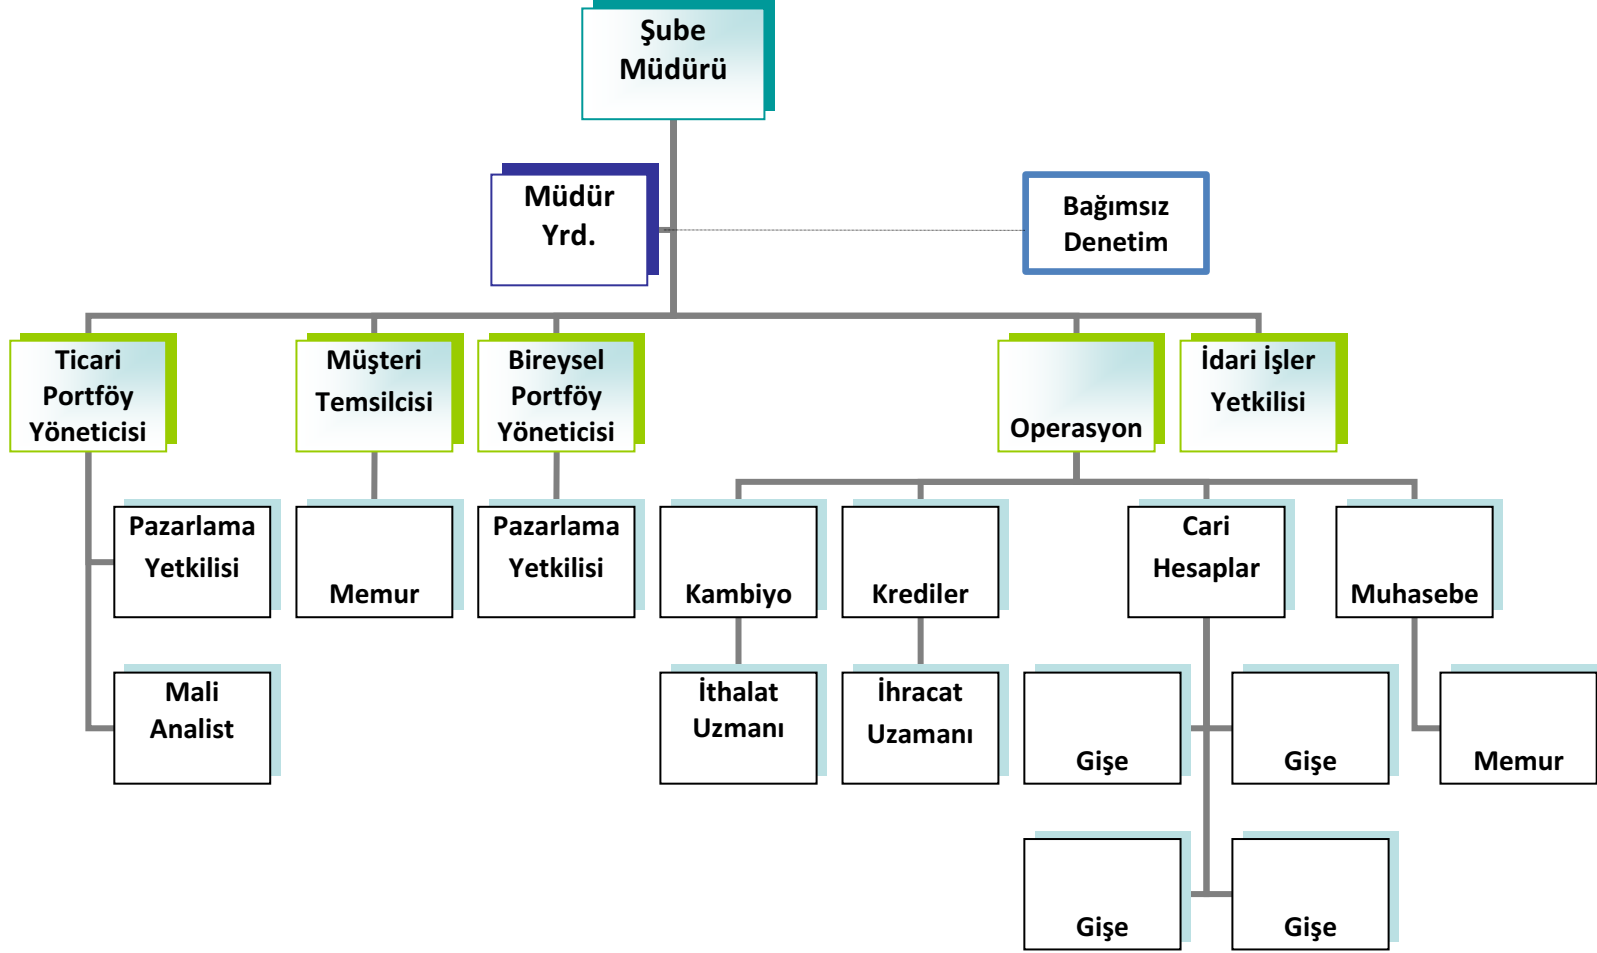 Şube
Müdürü
Müdür
Yrd.
Bağımsız
Denetim
Ticari
Portföy
Yöneticisi
Müşteri
Temsilcisi
Bireysel
Portföy
Yöneticisi
Operasyon
İdari İşler
Yetkilisi
Pazarlama
Yetkilisi
Memur
Pazarlama
Yetkilisi
Kambiyo
Krediler
Cari
Hesaplar
Muhasebe
Mali
Analist
İthalat
Uzmanı
İhracat
Uzamanı
Gişe
Gişe
Memur
Gişe
Gişe